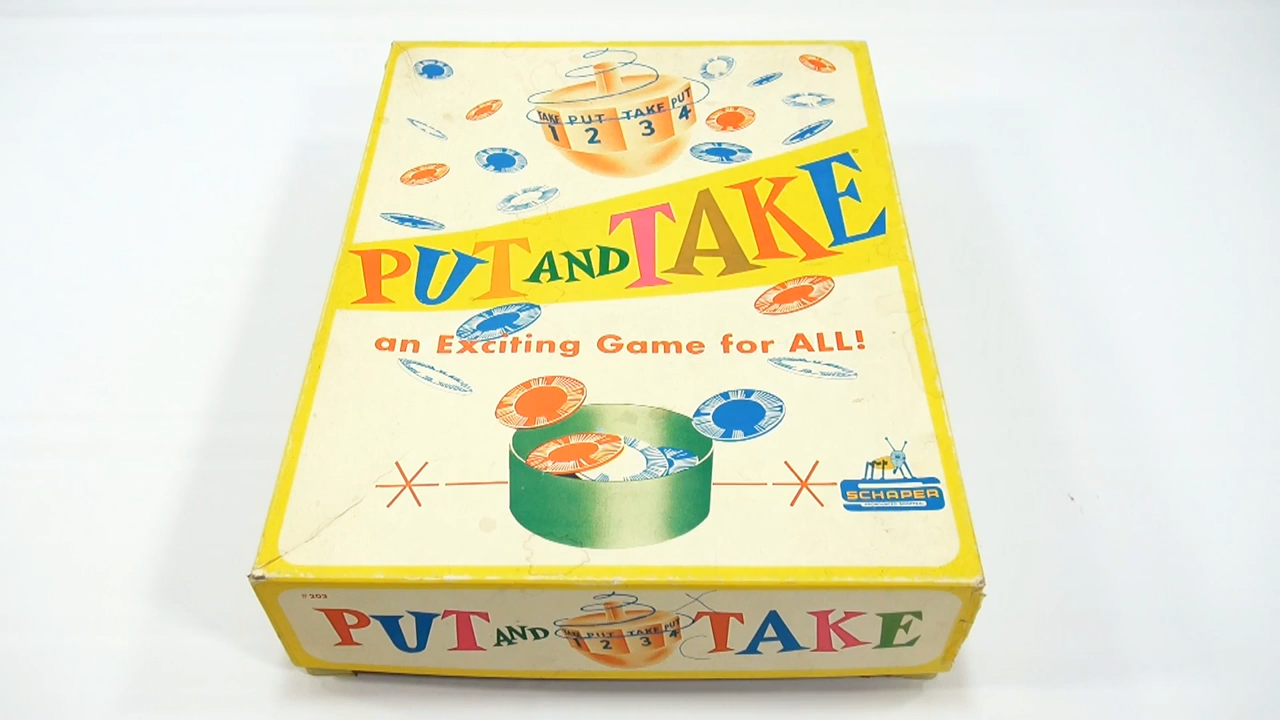 TAKE PUT TAKE PUT
1 2 3 4
PUT AND TAKE®
an Exciting Game for ALL!
SCHAPER
#203
PUT AND TAKE
PUT TAKE PUT
1 2 3 4